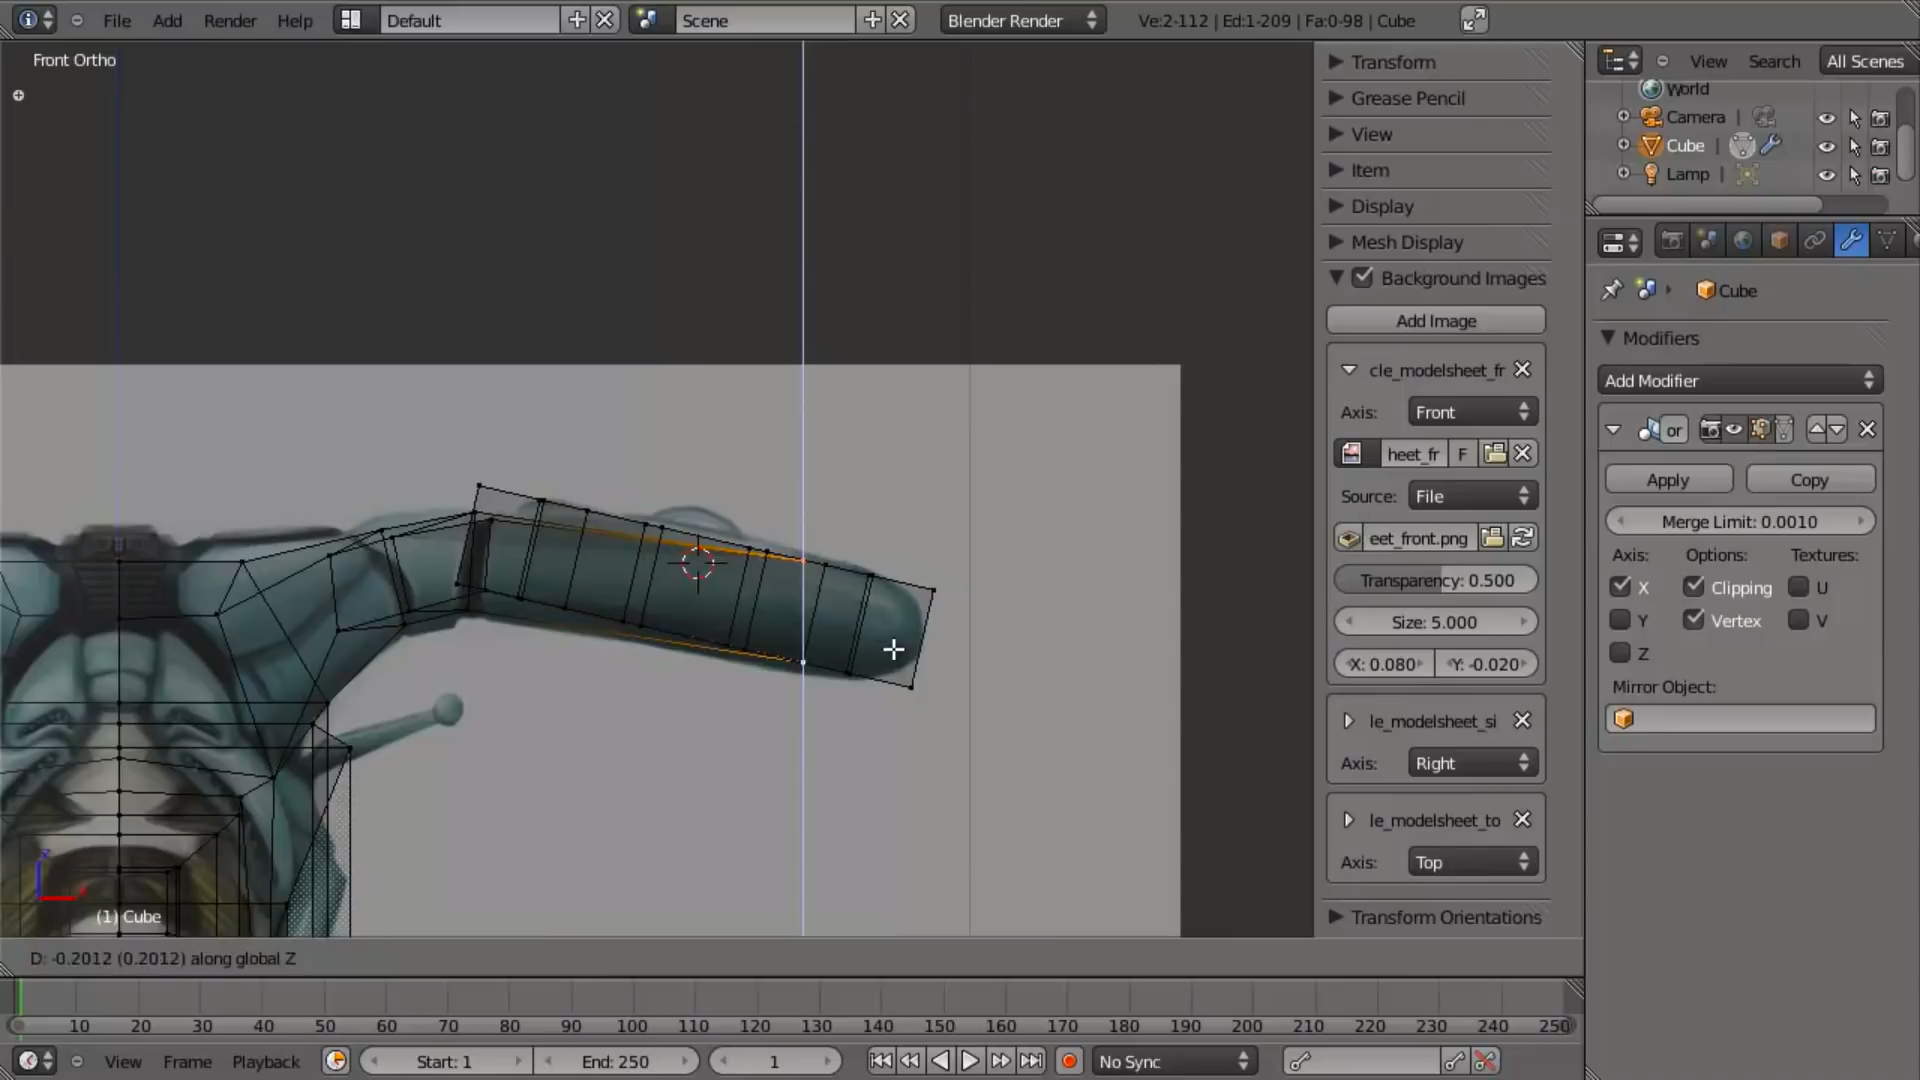 File Add Render Help Default Scene Blender Render Ve:2-112 | Ed:1-209 | Fa:0-98 | Cube
Front Ortho
Transform
Grease Pencil
View
Item
Display
Mesh Display
Background Images
Add Image
cle_modelsheet_fr
Axis: Front
heet_fr F
Source: File
eet_front.png
Transparency: 0.500
Size: 5.000
X: 0.080 Y: -0.020
le_modelsheet_si
Axis: Right
le_modelsheet_to
Axis: Top
Transform Orientations
View Search All Scenes
World
Camera
Cube
Lamp
Cube
Modifiers
Add Modifier
or
Apply Copy
Merge Limit: 0.0010
Axis: Options: Textures:
X Clipping U
Y Vertex V
Z
Mirror Object:
z
(1) Cube
D: -0.2012 (0.2012) along global Z
10 20 30 40 50 60 70 80 90 100 110 120 130 140 150 160 170 180 190 200 210 220 230 240 250
View Frame Playback Start: 1 End: 250 1 No Sync